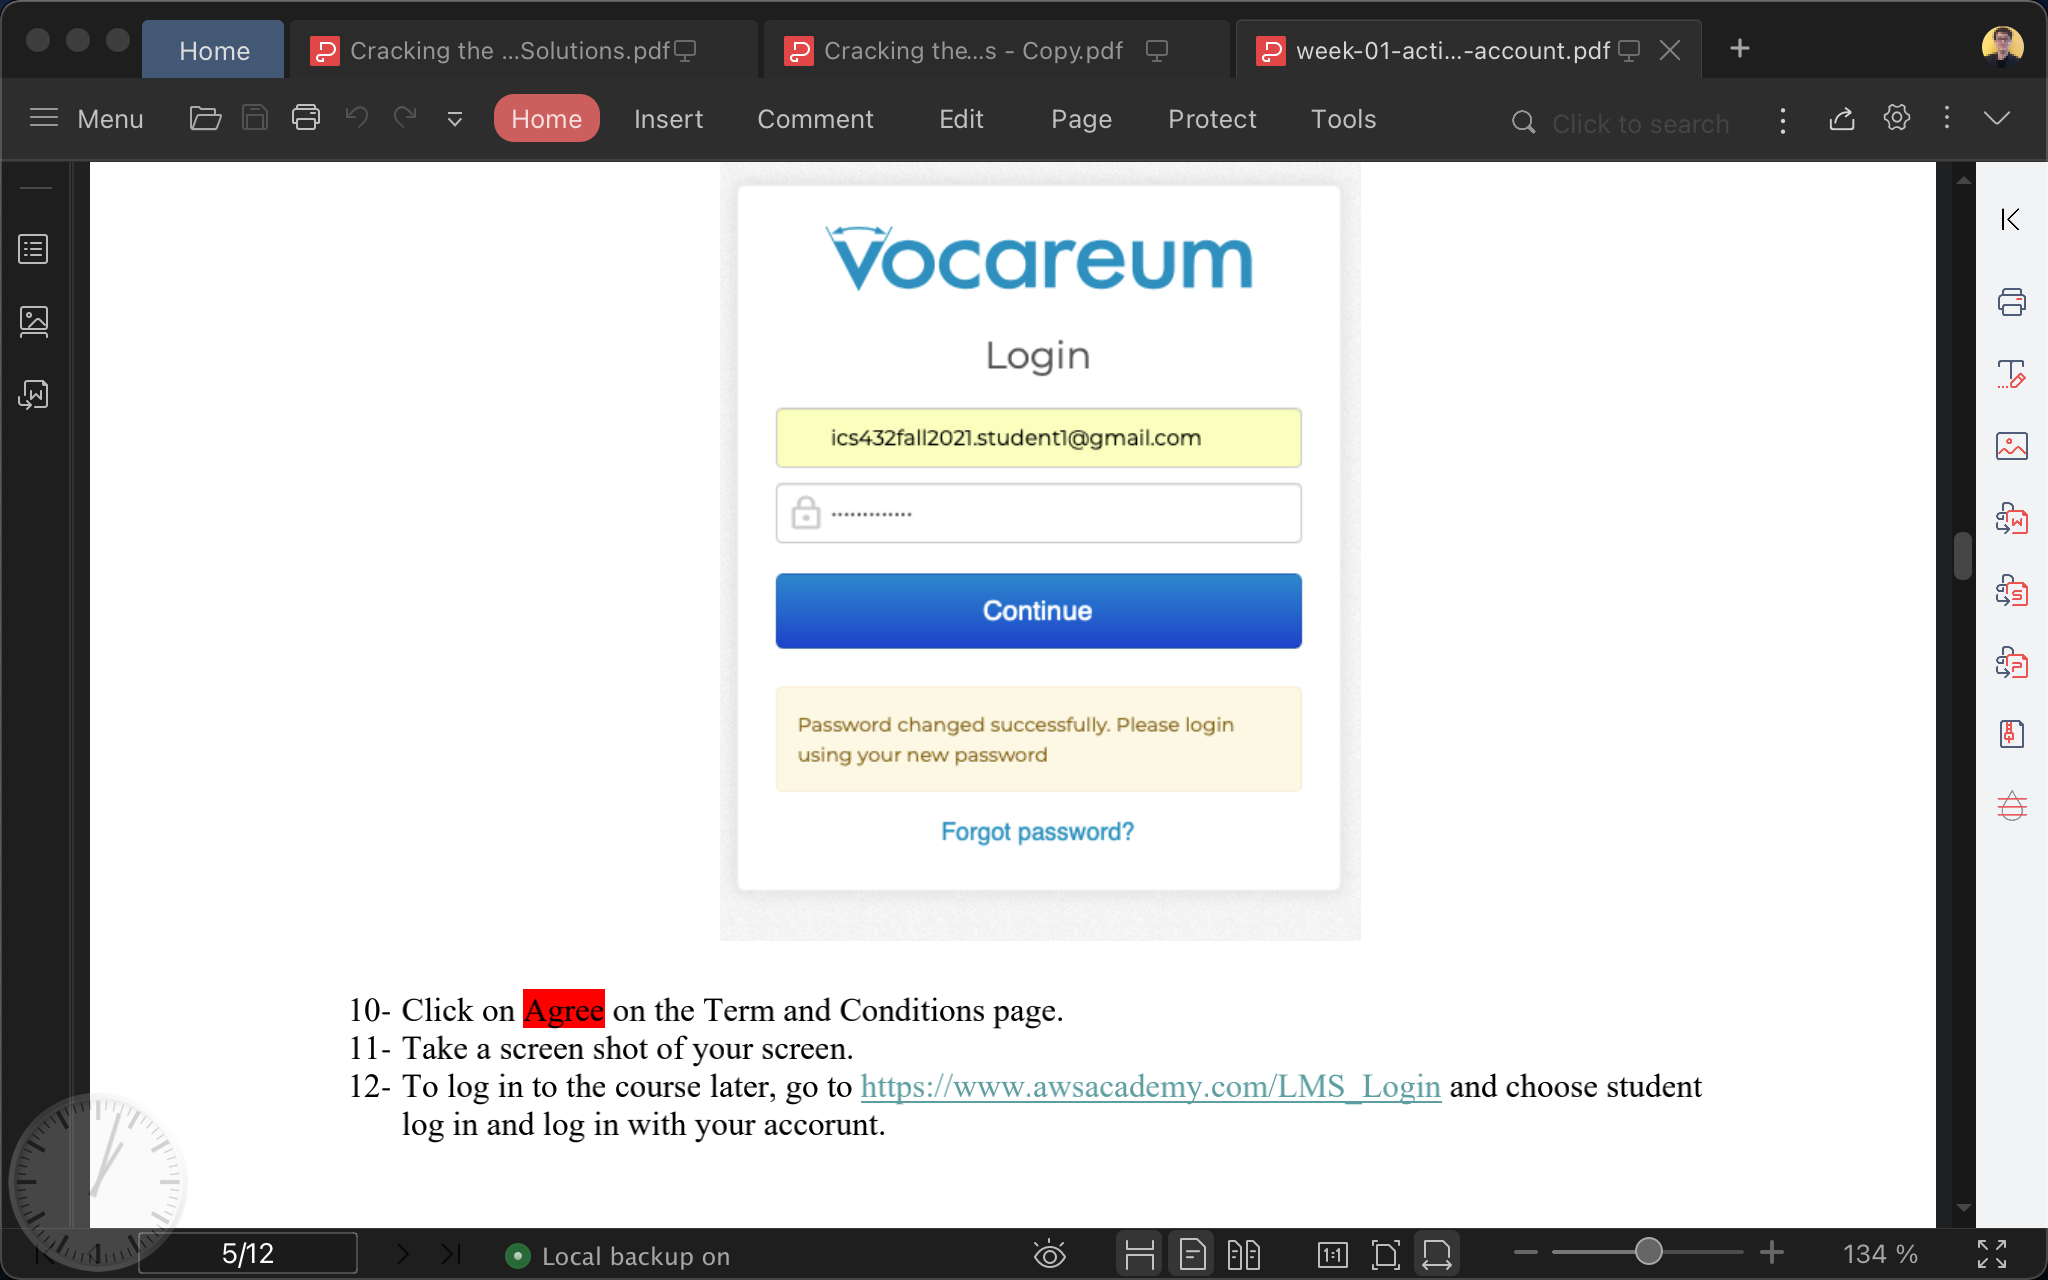 Home
Cracking the ...Solutions.pdf
Cracking the...s - Copy.pdf
week-01-acti...-account.pdf
Menu
Home
Insert
Comment
Edit
Page
Protect
Tools
Click to search
vocareum
Login
ics432fall2021.student1@gmail.com
.............
Continue
Password changed successfully. Please login
using your new password
Forgot password?
10- Click on Agree on the Term and Conditions page.
11- Take a screen shot of your screen.
12- To log in to the course later, go to https://www.awsacademy.com/LMS_Login and choose student
log in and log in with your accorunt.
5/12
Local backup on
1:1
134 %